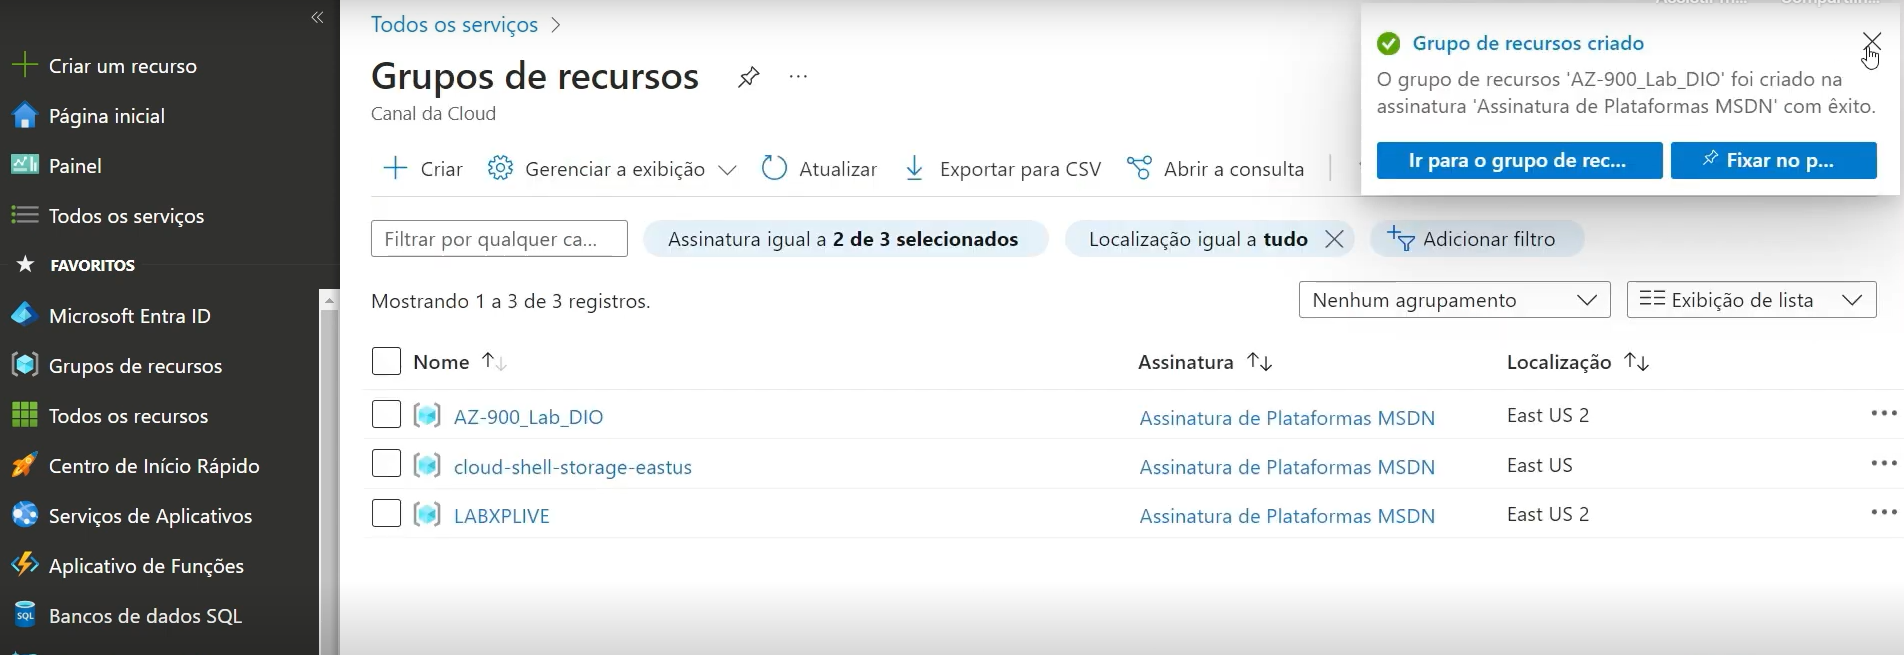 Criar um recurso
Página inicial
Painel
Todos os serviços
FAVORITOS
Microsoft Entra ID
Grupos de recursos
Todos os recursos
Centro de Início Rápido
Serviços de Aplicativos
Aplicativo de Funções
SQL
Bancos de dados SQL
Todos os serviços
Grupos de recursos
Canal da Cloud
Criar
Gerenciar a exibição
Atualizar
Exportar para CSV
Abrir a consulta
Grupo de recursos criado
O grupo de recursos 'AZ-900_Lab_DIO' foi criado na
assinatura 'Assinatura de Plataformas MSDN' com êxito.
Ir para o grupo de rec...
Fixar no p...
Filtrar por qualquer ca...
Assinatura igual a 2 de 3 selecionados
Localização igual a tudo
Adicionar filtro
Mostrando 1 a 3 de 3 registros.
Nenhum agrupamento
Exibição de lista
Nome Assinatura Localização
AZ-900_Lab_DIO Assinatura de Plataformas MSDN East US 2
cloud-shell-storage-eastus Assinatura de Plataformas MSDN East US
LABXPLIVE Assinatura de Plataformas MSDN East US 2